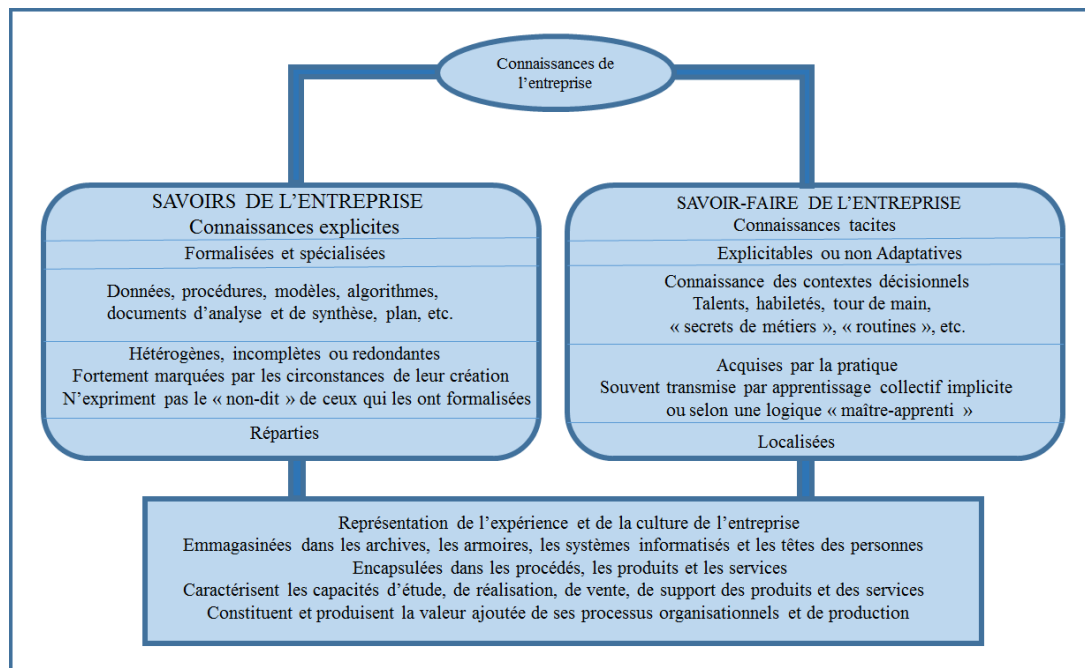 Connaissances de
l'entreprise
SAVOIRS DE L'ENTREPRISE
Connaissances explicites
Formalisées et spécialisées
Données, procédures, modèles, algorithmes,
documents d'analyse et de synthèse, plan, etc.
Hétérogènes, incomplètes ou redondantes
Fortement marquées par les circonstances de leur création
N'expriment pas le « non-dit » de ceux qui les ont formalisées
Réparties
SAVOIR-FAIRE DE L'ENTREPRISE
Connaissances tacites
Explicitables ou non Adaptatives
Connaissance des contextes décisionnels
Talents, habiletés, tour de main,
« secrets de métiers », « routines », etc.
Acquises par la pratique
Souvent transmise par apprentissage collectif implicite
ou selon une logique « maître-apprenti »
Localisées
Représentation de l'expérience et de la culture de l'entreprise
Emmagasinées dans les archives, les armoires, les systèmes informatisés et les têtes des personnes
Encapsulées dans les procédés, les produits et les services
Caractérisent les capacités d'étude, de réalisation, de vente, de support des produits et des services
Constituent et produisent la valeur ajoutée de ses processus organisationnels et de production